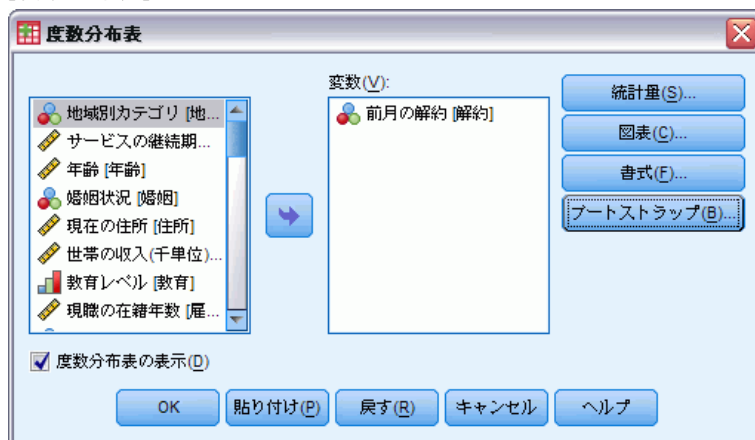 度数分布表
変数(V):
地域別カテゴリ [地...
サービスの継続期...
年齢 [年齢]
婚姻状況 [婚姻]
現在の住所 [住所]
世帯の収入(千単位)...
教育レベル [教育]
現職の在籍年数 [雇...
前月の解約 [解約]
統計量(S)...
図表(C)...
書式(F)...
ブートストラップ(B)...
度数分布表の表示(D)
OK
貼り付け(P)
戻す(R)
キャンセル
ヘルプ